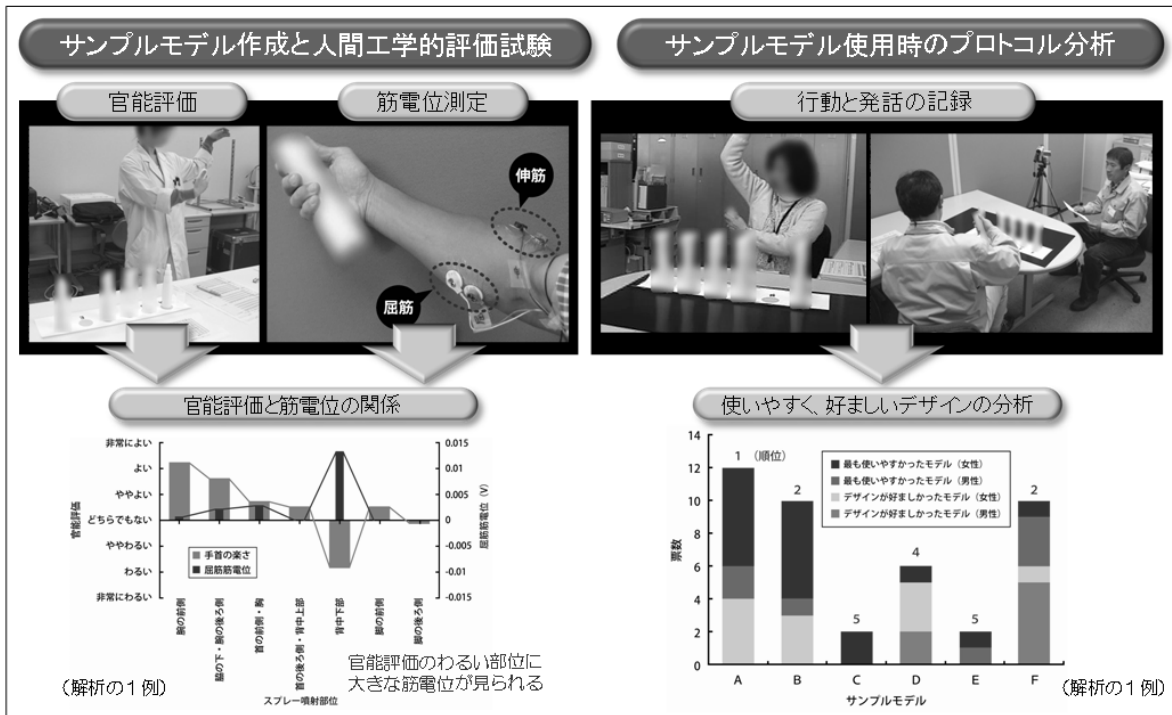 サンプルモデル作成と人間工学的評価試験
サンプルモデル使用時のプロトコル分析
官能評価
筋電位測定
行動と発話の記録
伸筋
屈筋
官能評価と筋電位の関係
非常によい
よい
ややよい
どちらでもない
ややわるい
わるい
非常にわるい
官能評価
0.015
0.01
0.005
0
-0.005
-0.01
-0.015
屈筋筋電位（V）
手首の楽さ
屈筋筋電位
腕の前側
脇の下・腕の後ろ側
首の前側・胸
首の後ろ側・背中上部
背中下部
脚の前側
脚の後ろ側
スプレー噴射部位
官能評価のわるい部位に
大きな筋電位が見られる
（解析の１例）
使いやすく、好ましいデザインの分析
14
12
10
8
6
4
2
0
票数
1 （順位）
2
5
4
5
2
最も使いやすかったモデル（女性）
最も使いやすかったモデル（男性）
デザインが好ましかったモデル（女性）
デザインが好ましかったモデル（男性）
A B C D E F
サンプルモデル
（解析の１例）